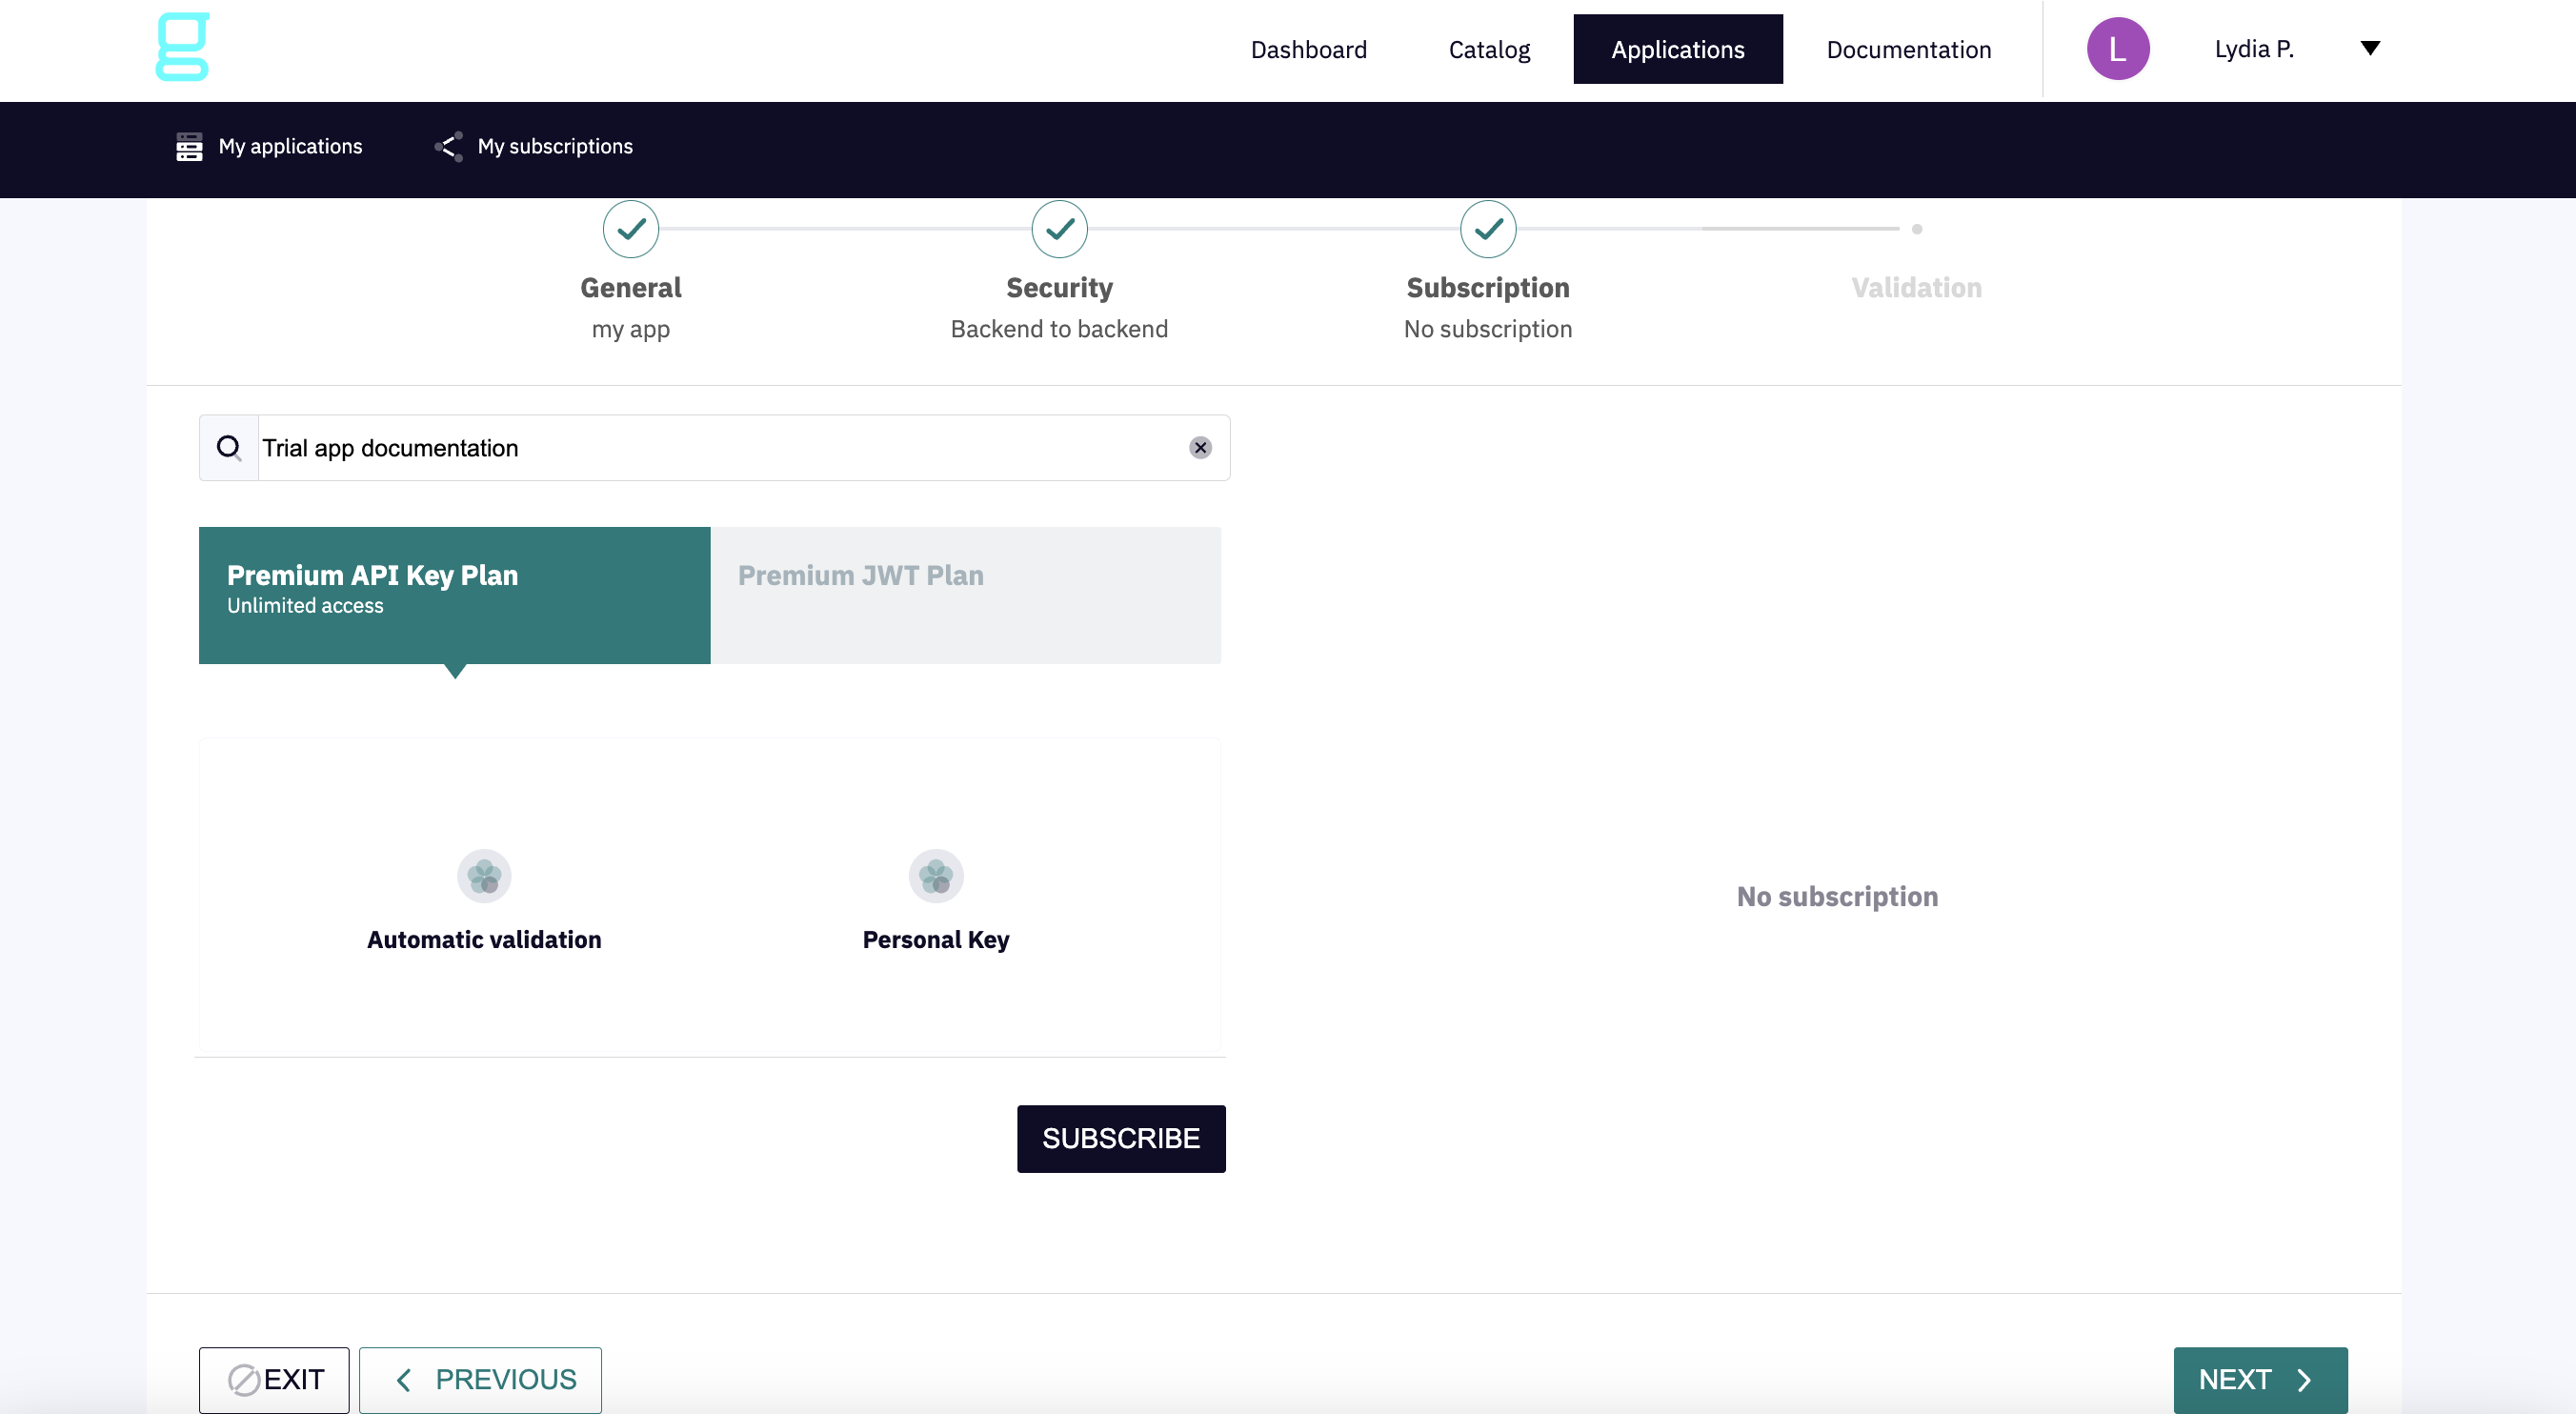 g
Dashboard
Catalog
Applications
Documentation
L
Lydia P.
My applications
My subscriptions
General
my app
Security
Backend to backend
Subscription
No subscription
Validation
Trial app documentation
Premium API Key Plan
Unlimited access
Premium JWT Plan
Automatic validation
Personal Key
No subscription
SUBSCRIBE
EXIT
PREVIOUS
NEXT